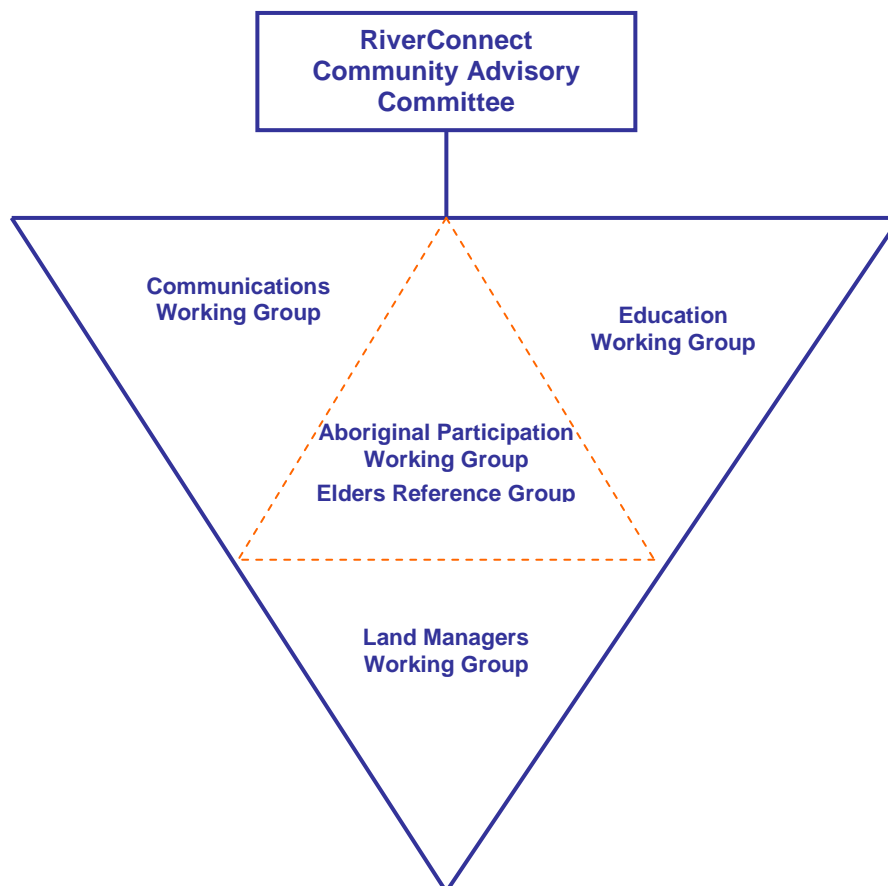 RiverConnect
Community Advisory
Committee
Communications
Working Group
Education
Working Group
Aboriginal Participation
Working Group
Elders Reference Group
Land Managers
Working Group